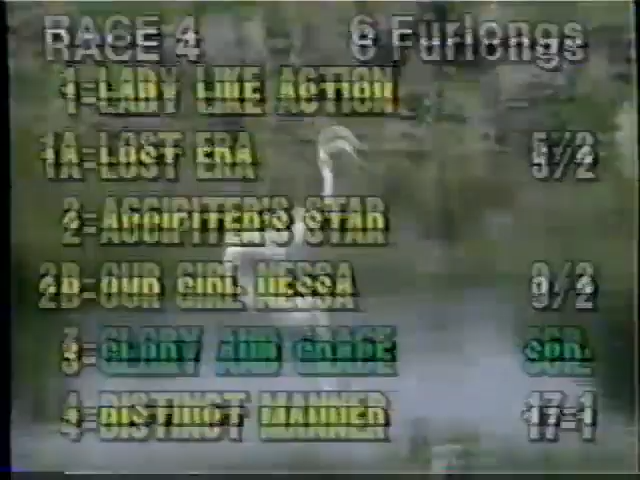 RACE 4 6 Furlongs
1-LADY LIKE ACTION
1A-LOST ERA 5/2
2-ACCIPITER'S STAR
2B-OUR GIRL NESSA 9/2
3-GLORY AND GRACE SCR.
4-DISTINCT MANNER 17-1